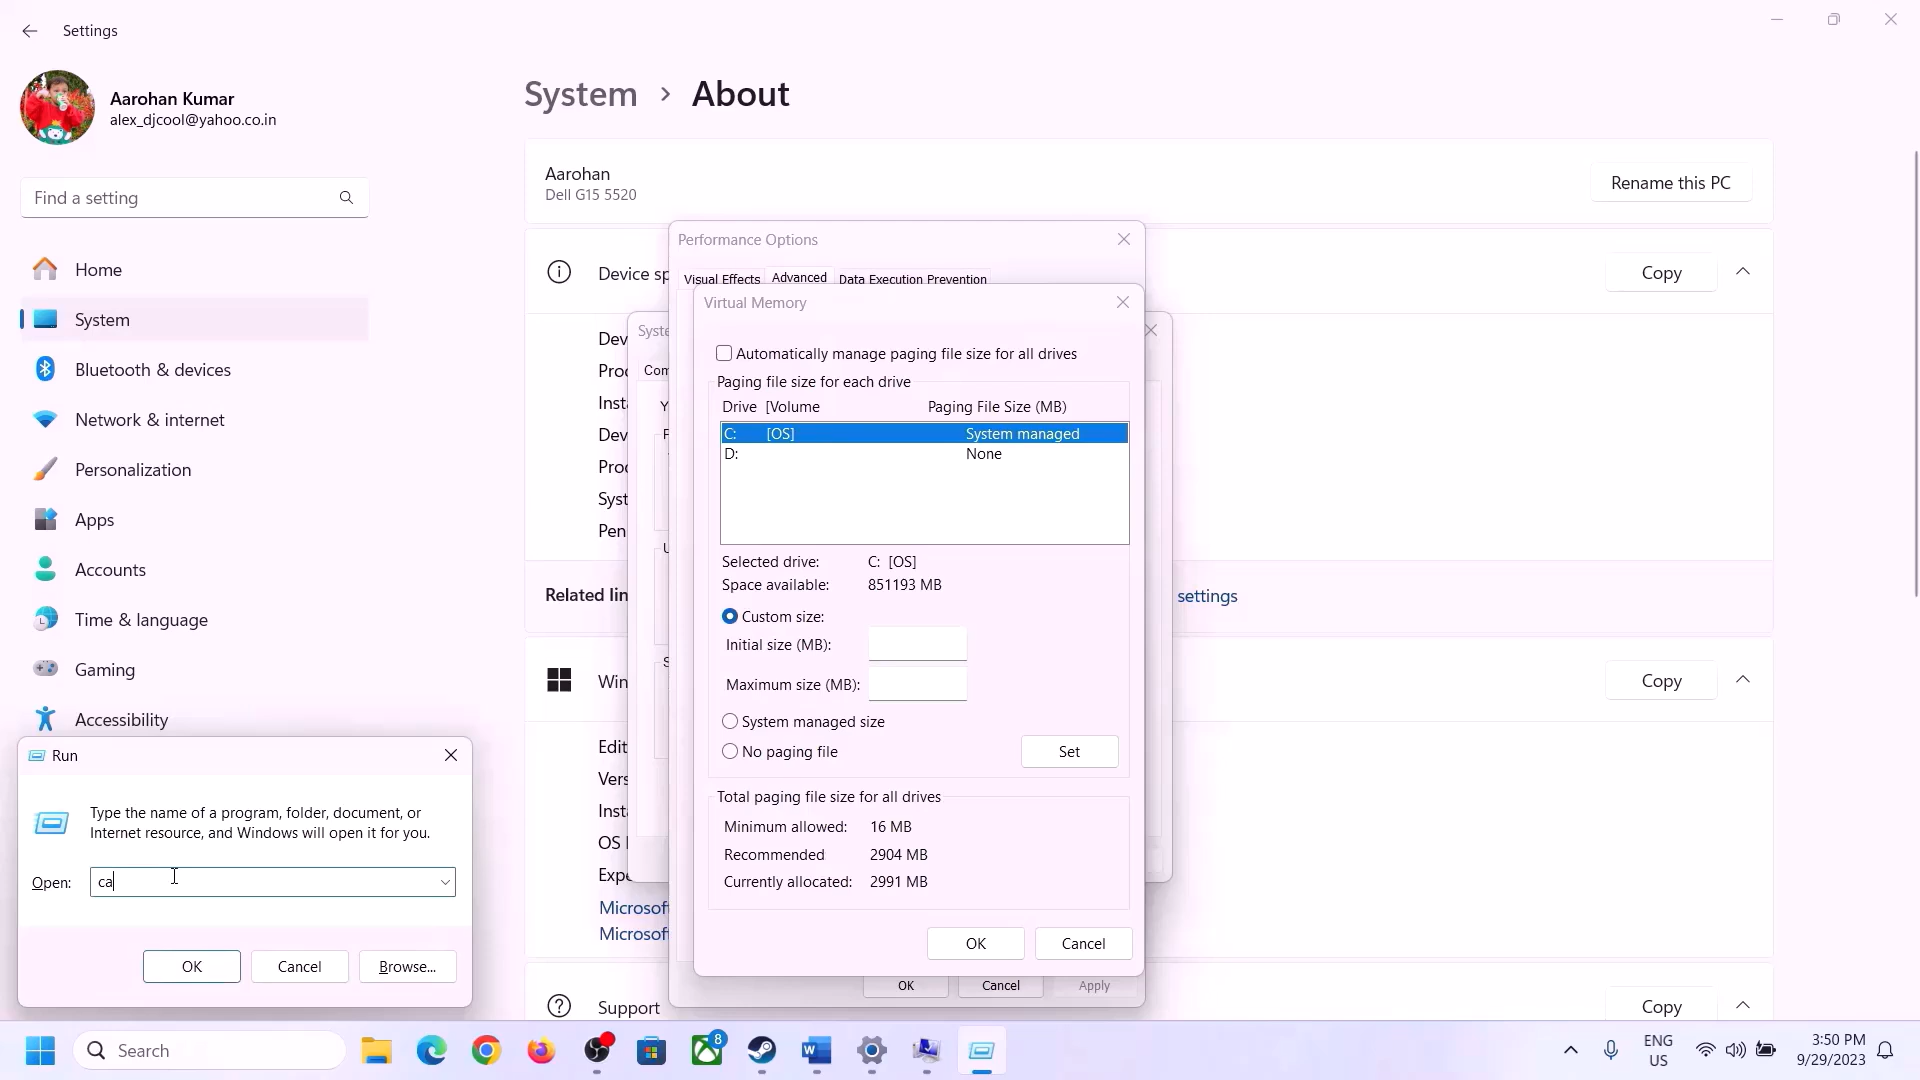 Settings
Aarohan Kumar
alex_djcool@yahoo.co.in
Find a setting
Home
System
Bluetooth & devices
Network & internet
Personalization
Apps
Accounts
Time & language
Gaming
Accessibility
System > About
Aarohan
Dell G15 5520
Rename this PC
Device sp
Copy
Dev
Proc
Insta
Dev
Proc
Syst
Pen
Related lin
settings
Win
Copy
Edit
Vers
Insta
OS
Expe
Microsof
Microsof
Support
Copy
Syste
Com
Performance Options
Visual Effects
Advanced
Data Execution Prevention
OK
Cancel
Apply
Virtual Memory
Automatically manage paging file size for all drives
Paging file size for each drive
Drive [Volume Paging File Size (MB)
C: [OS] System managed
D: None
Selected drive: C: [OS]
Space available: 851193 MB
Custom size:
Initial size (MB):
Maximum size (MB):
System managed size
No paging file
Set
Total paging file size for all drives
Minimum allowed: 16 MB
Recommended 2904 MB
Currently allocated: 2991 MB
OK
Cancel
Run
Type the name of a program, folder, document, or
Internet resource, and Windows will open it for you.
Open: ca
OK
Cancel
Browse...
Search
8
ENG
US
3:50 PM
9/29/2023